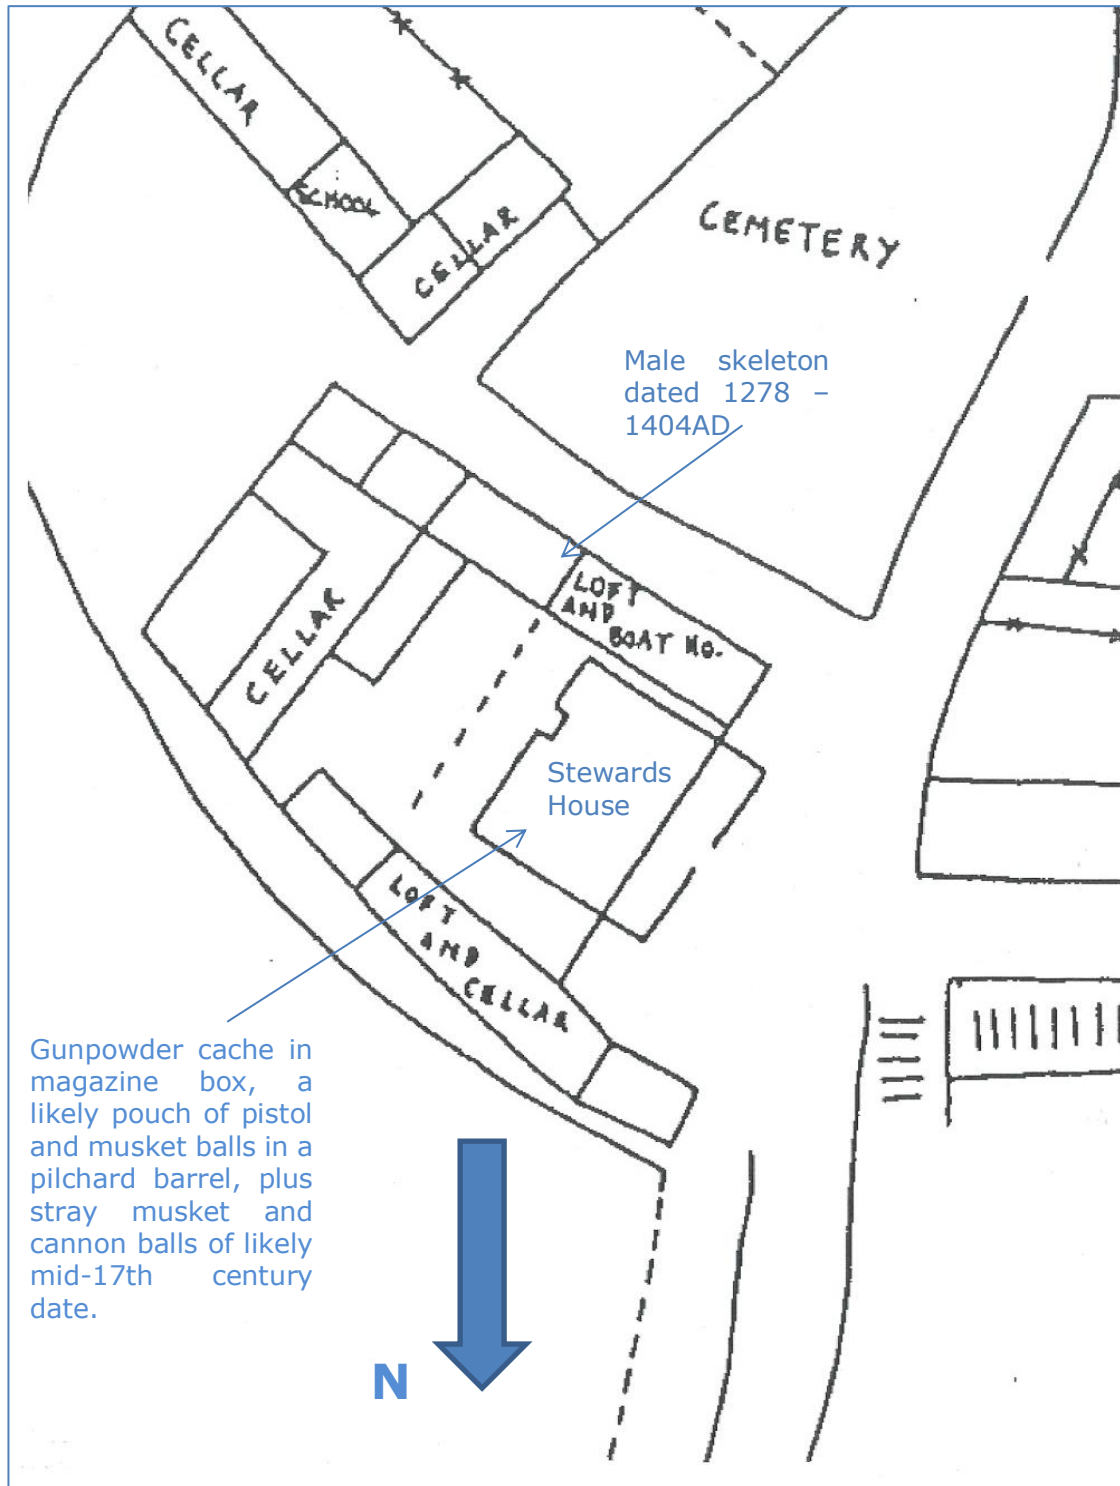 CELLAR
SCHOOL
CELLAR
CEMETERY
Male skeleton
dated 1278 –
1404AD
LOFT
AND
BOAT HO.
CELLAR
Stewards
House
LOFT
AND
CELLAR
Gunpowder cache in
magazine box, a
likely pouch of pistol
and musket balls in a
pilchard barrel, plus
stray musket and
cannon balls of likely
mid-17th century
date.
N